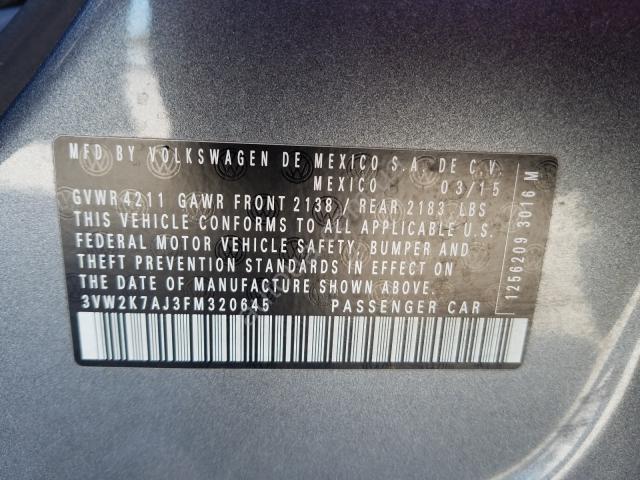 MFD BY VOLKSWAGEN DE MEXICO S.A. DE C.V.
MEXICO 03/15
GVWR4211 GAWR FRONT 2138 / REAR 2183 LBS
THIS VEHICLE CONFORMS TO ALL APPLICABLE U.S.
FEDERAL MOTOR VEHICLE SAFETY, BUMPER AND
THEFT PREVENTION STANDARDS IN EFFECT ON
THE DATE OF MANUFACTURE SHOWN ABOVE.
3VW2K7AJ3FM320645 PASSENGER CAR
1256209 3016 M